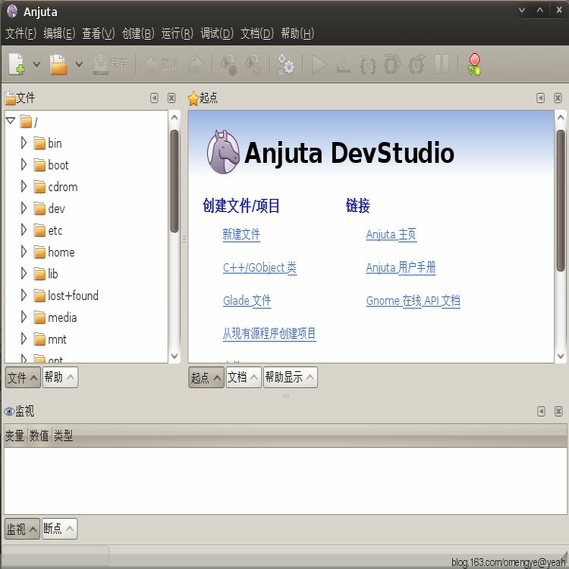 Anjuta
文件(F) 编辑(E) 查看(V) 创建(B) 运行(R) 调试(D) 文档(D) 帮助(H)
保存
文件
起点
/
bin
boot
cdrom
dev
etc
home
lib
lost+found
media
mnt
opt
Anjuta DevStudio
创建文件/项目
链接
新建文件
Anjuta 主页
C++/GObject 类
Anjuta 用户手册
Glade 文件
Gnome 在线 API 文档
从现有源程序创建项目
文件 帮助
起点 文档 帮助显示
监视
变量 数值 类型
监视 断点
blog.163.com/omengye@yeah